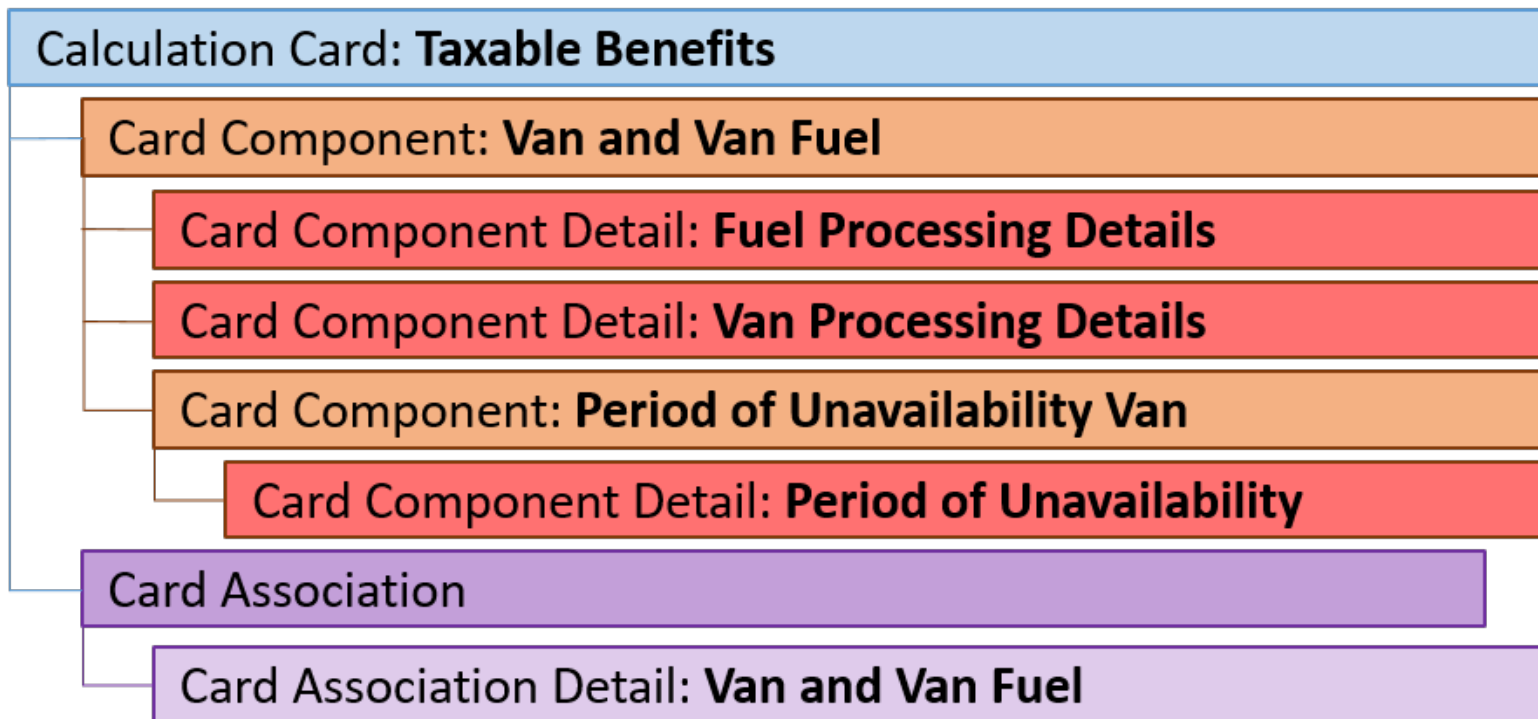 Calculation Card: Taxable Benefits
Card Component: Van and Van Fuel
Card Component Detail: Fuel Processing Details
Card Component Detail: Van Processing Details
Card Component: Period of Unavailability Van
Card Component Detail: Period of Unavailability
Card Association
Card Association Detail: Van and Van Fuel